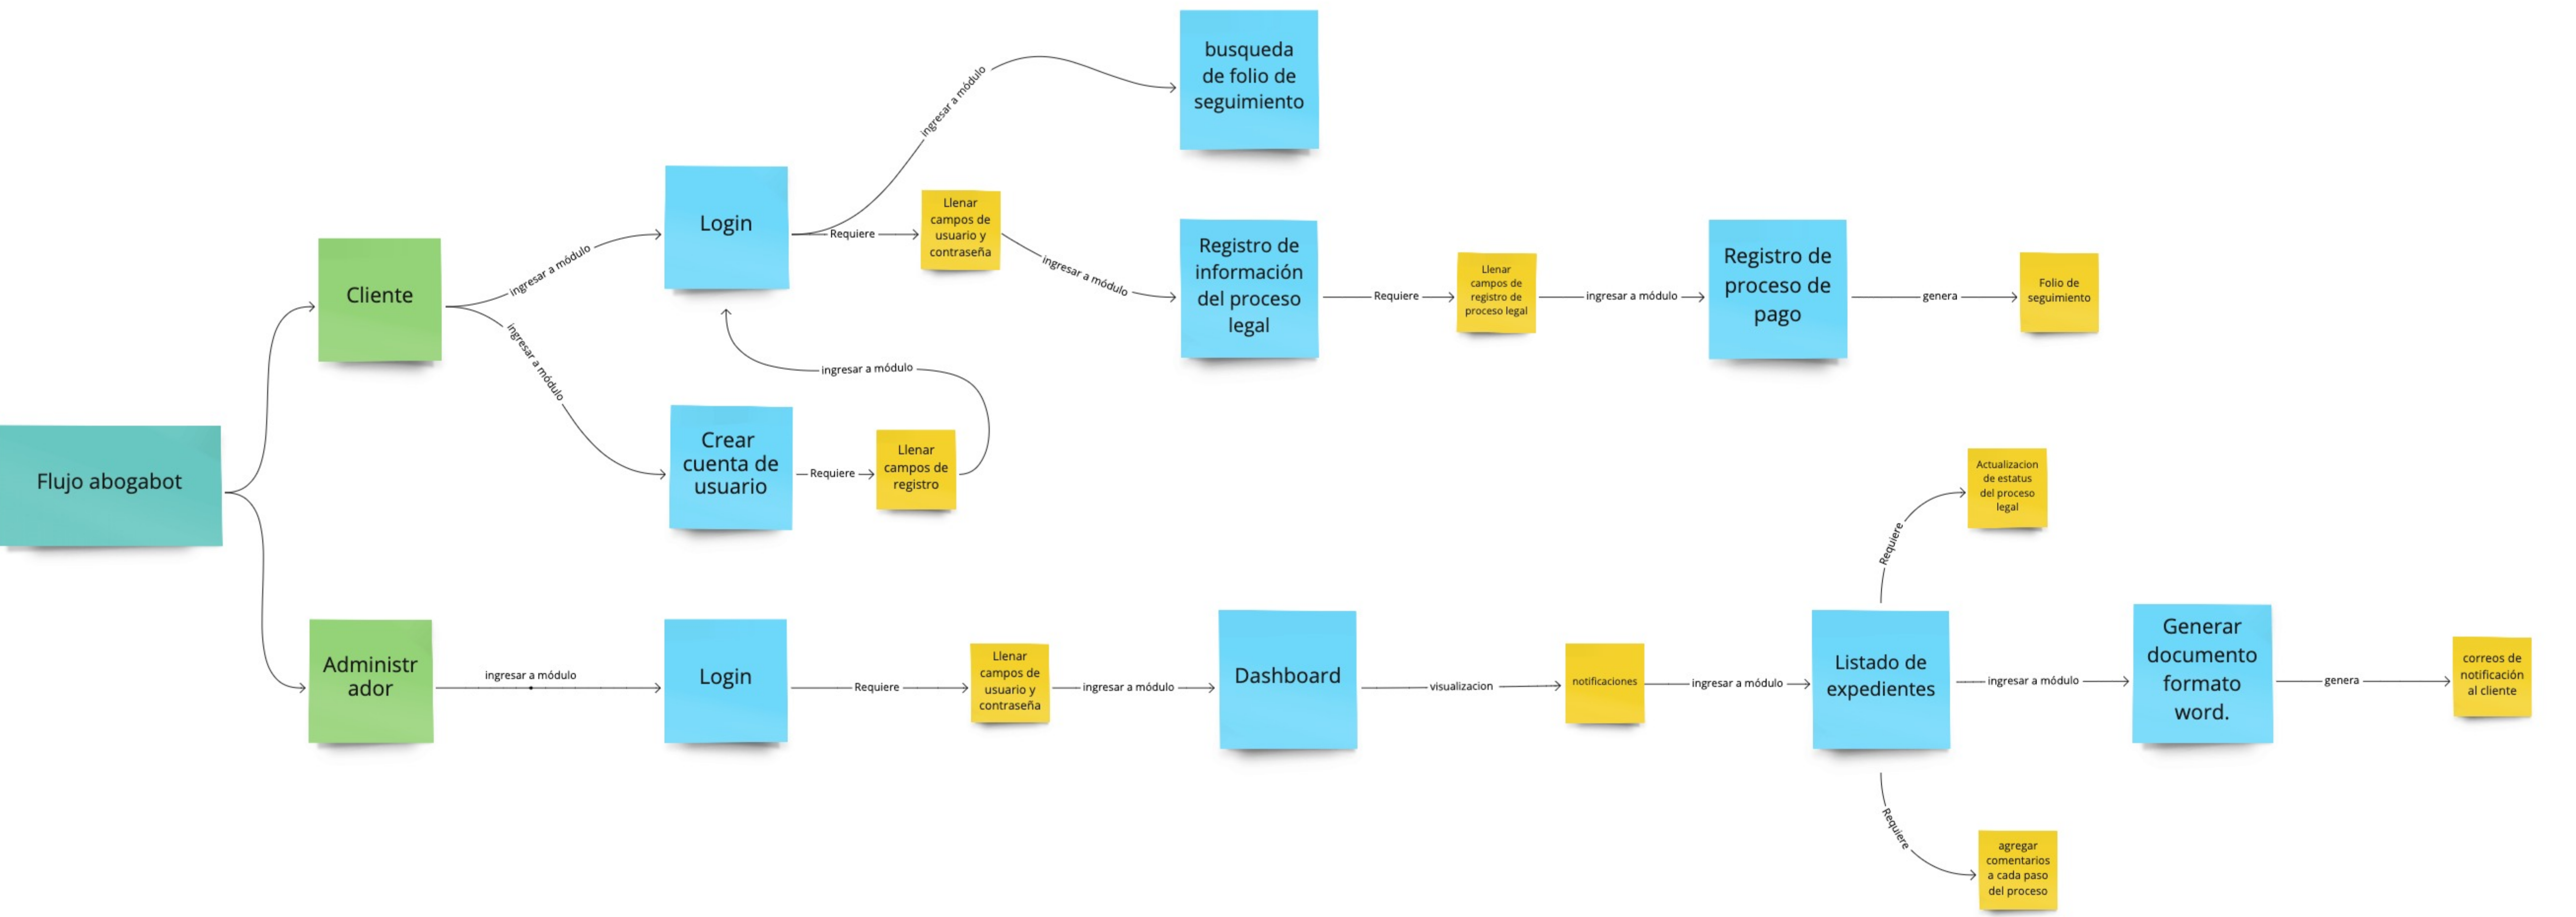 busqueda
de folio de
seguimiento
ingresar a módulo
Login
Requiere
Llenar
campos de
usuario y
contraseña
ingresar a módulo
Registro de
información
del proceso
legal
Requiere
Llenar
campos de
registro de
proceso legal
ingresar a módulo
Registro de
proceso de
pago
genera
Folio de
seguimiento
Cliente
ingresar a módulo
ingresar a módulo
ingresar a módulo
Crear
cuenta de
usuario
Requiere
Llenar
campos de
registro
Flujo abogabot
Actualizacion
de estatus
del proceso
legal
Requiere
Administr
ador
ingresar a módulo
Login
Requiere
Llenar
campos de
usuario y
contraseña
ingresar a módulo
Dashboard
visualizacion
notificaciones
ingresar a módulo
Listado de
expedientes
ingresar a módulo
Generar
documento
formato
word.
genera
correos de
notificación
al cliente
Requiere
agregar
comentarios
a cada paso
del proceso